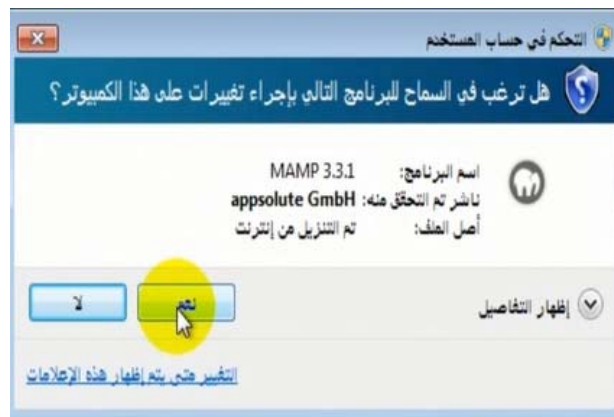 التحكم في حساب المستخدم
هل ترغب في السماح للبرنامج التالي بإجراء تغييرات على هذا الكمبيوتر؟
اسم البرنامج: MAMP 3.3.1
ناشر تم التحقق منه: appsolute GmbH
أصل الملف: تم التنزيل من إنترنت
إظهار التفاصيل
نعم
لا
التغيير متى يتم إظهار هذه الإعلامات